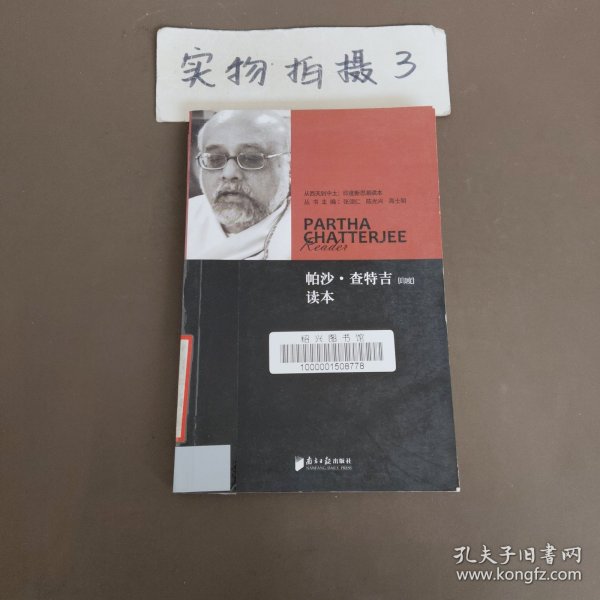 实物拍摄3
从西天到中土：印度新思潮读本
丛书主编：张颂仁 陈光兴 高士明
PARTHA
CHATTERJEE
Reader
帕沙·查特吉 [印度]
读本
绍兴图书馆
1000001508778
南方日报出版社
NANFANG DAILY PRESS
孔夫子旧书网
www.kongfz.com